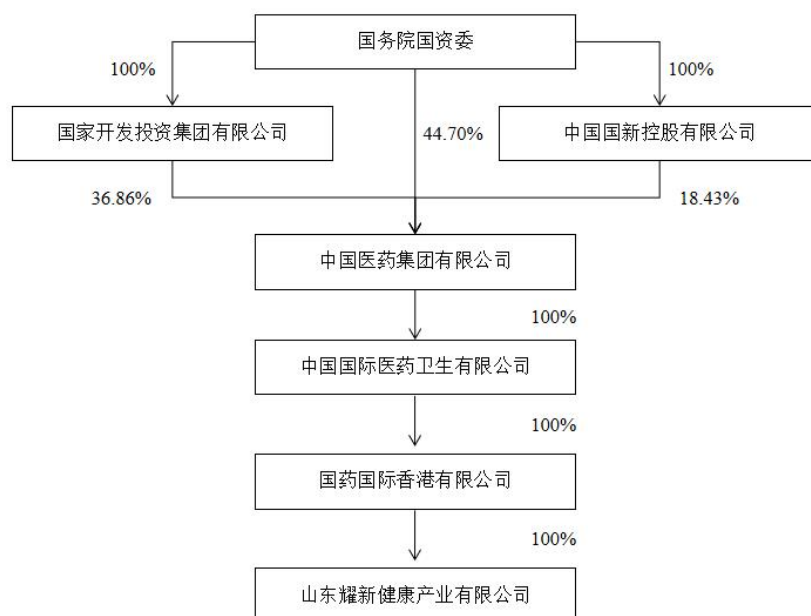 国务院国资委
100%
100%
国家开发投资集团有限公司
44.70%
中国国新控股有限公司
36.86%
18.43%
中国医药集团有限公司
100%
中国国际医药卫生有限公司
100%
国药国际香港有限公司
100%
山东耀新健康产业有限公司